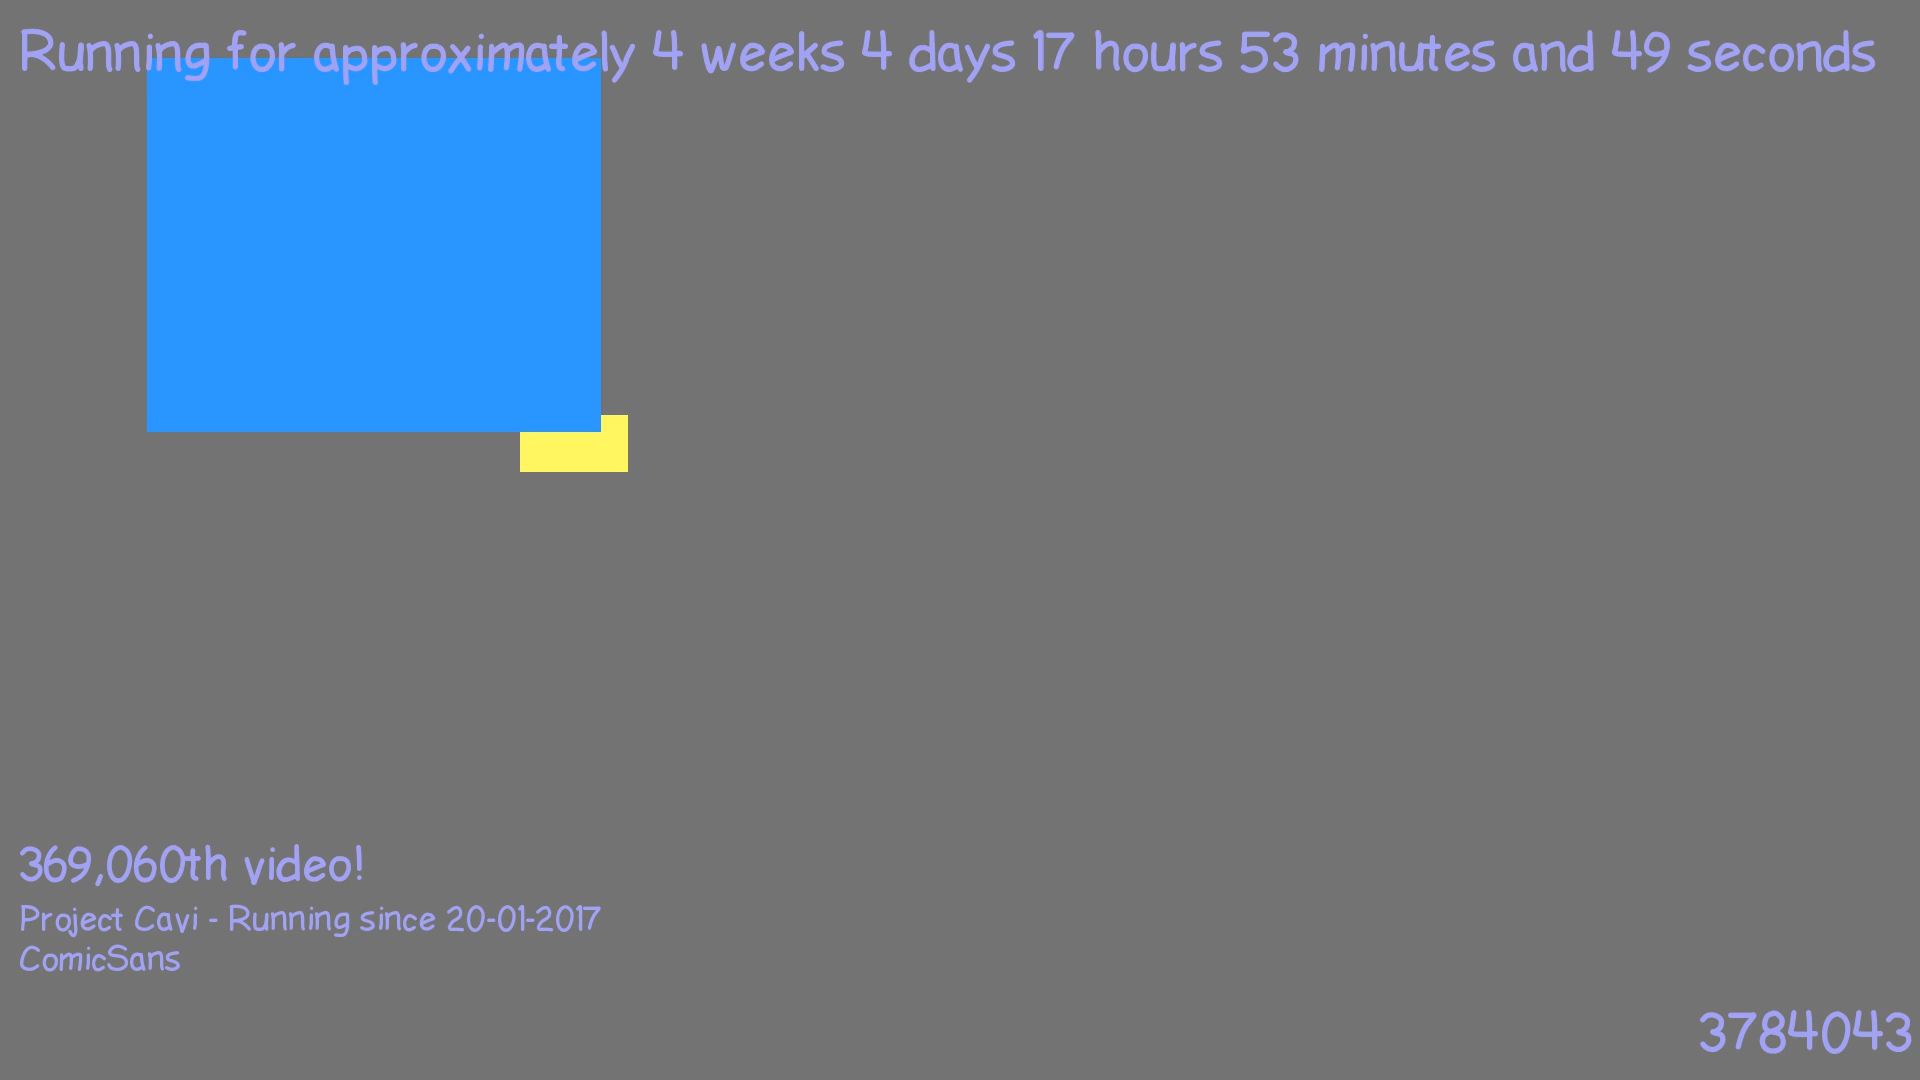 Running for approximately 4 weeks 4 days 17 hours 53 minutes and 49 seconds
369,060th video!
Project Cavi - Running since 20-01-2017
ComicSans
3784043